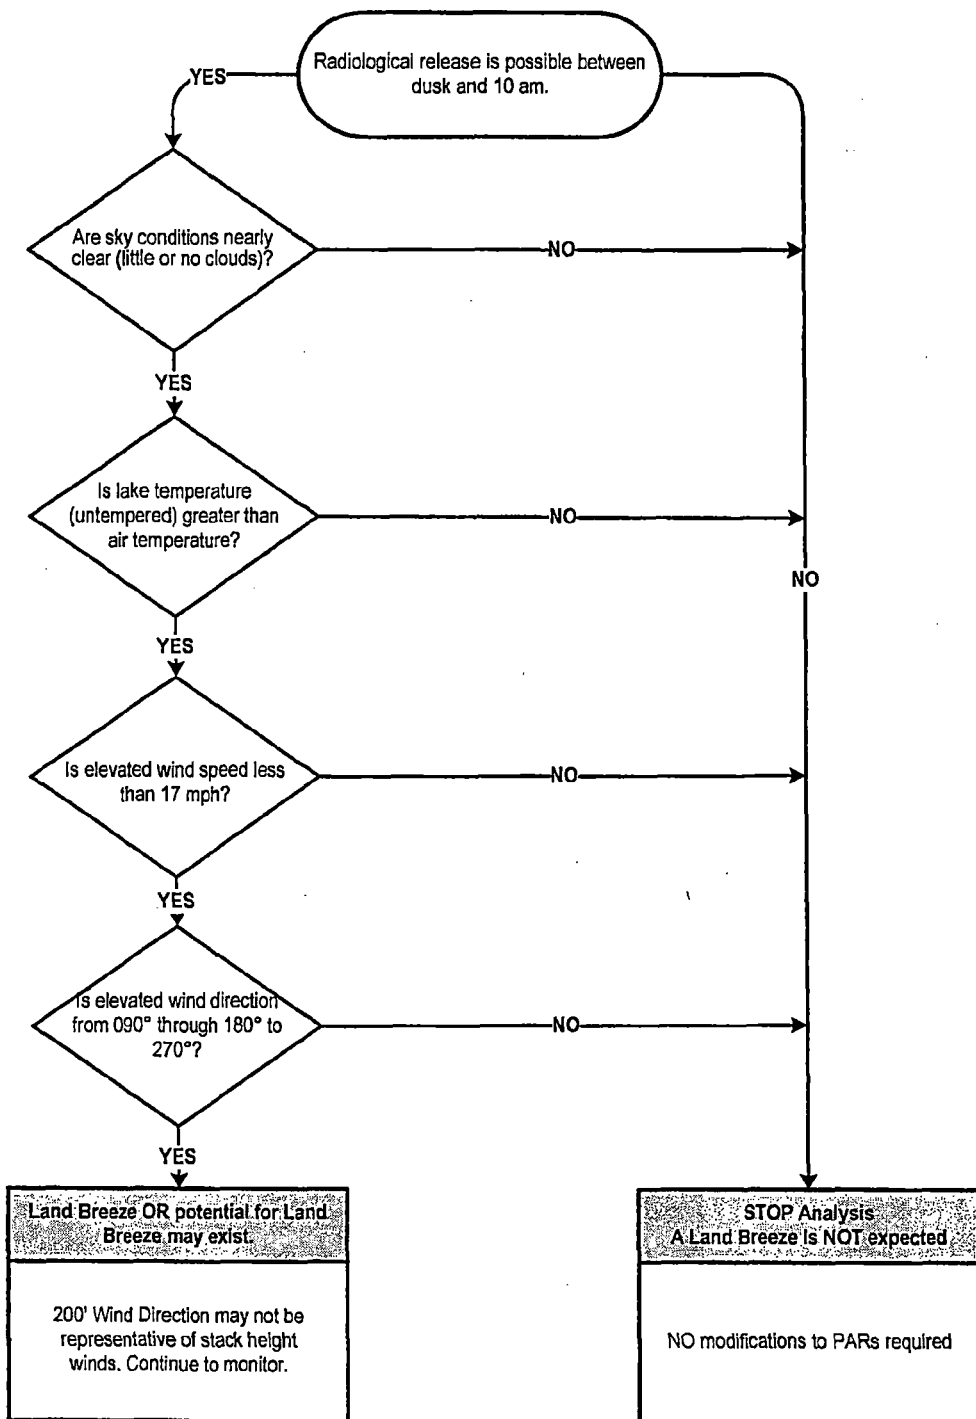 Radiological release is possible between
dusk and 10 am.
YES
Are sky conditions nearly
clear (little or no clouds)?
NO
YES
Is lake temperature
(untempered) greater than
air temperature?
NO
NO
YES
Is elevated wind speed less
than 17 mph?
NO
YES
Is elevated wind direction
from 090° through 180° to
270°?
NO
YES
Land Breeze OR potential for Land
Breeze may exist.
200' Wind Direction may not be
representative of stack height
winds. Continue to monitor.
STOP Analysis
A Land Breeze is NOT expected
NO modifications to PARs required